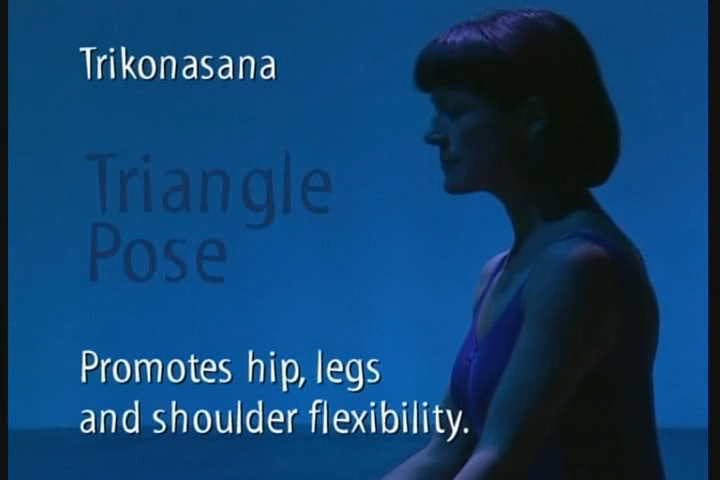 Trikonasana
Triangle
Pose
Promotes hip, legs
and shoulder flexibility.